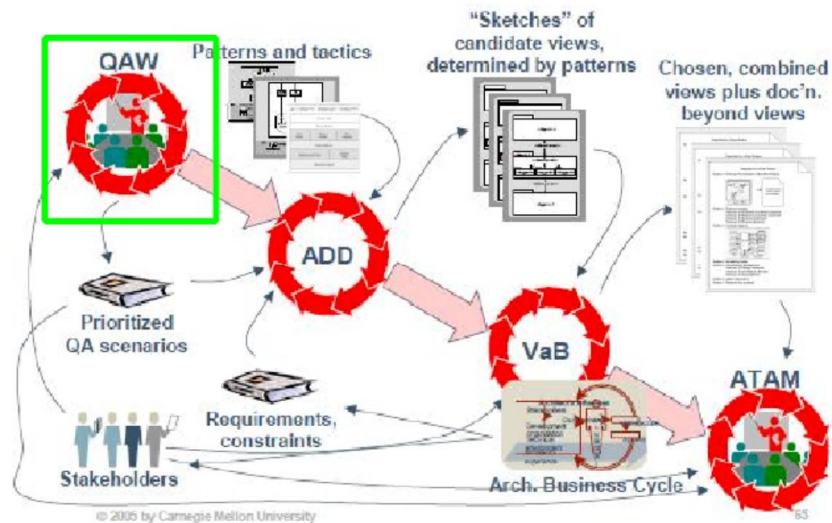 QAW
Patterns and tactics
"Sketches" of
candidate views,
determined by patterns
Chosen, combined
views plus doc'n.
beyond views
ADD
Prioritized
QA scenarios
VaB
ATAM
Requirements,
constraints
Stakeholders
Arch. Business Cycle
© 2005 by Carnegie Mellon University
63